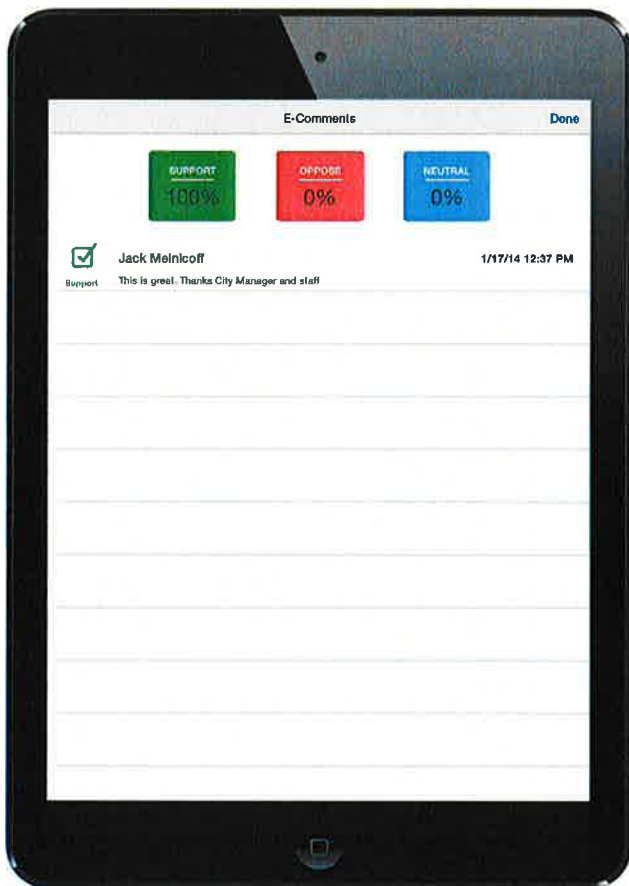 E-Comments Done
SUPPORT OPPOSE NEUTRAL
100% 0% 0%
Jack Melnicoff 1/17/14 12:37 PM
Support This is great. Thanks City Manager and staff